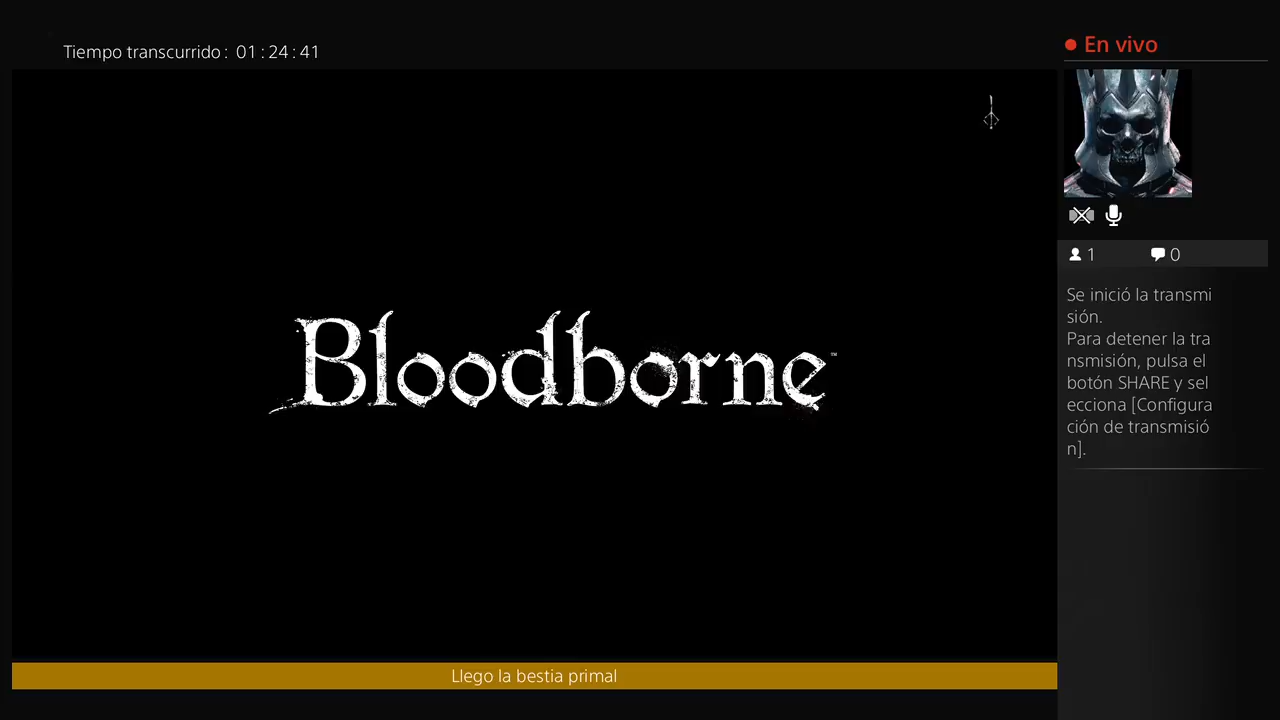 Tiempo transcurrido: 01:24:41
En vivo
1
0
Bloodborne™
Se inició la transmi
sión.
Para detener la tra
nsmisión, pulsa el
botón SHARE y sel
ecciona [Configura
ción de transmisió
n].
Llego la bestia primal